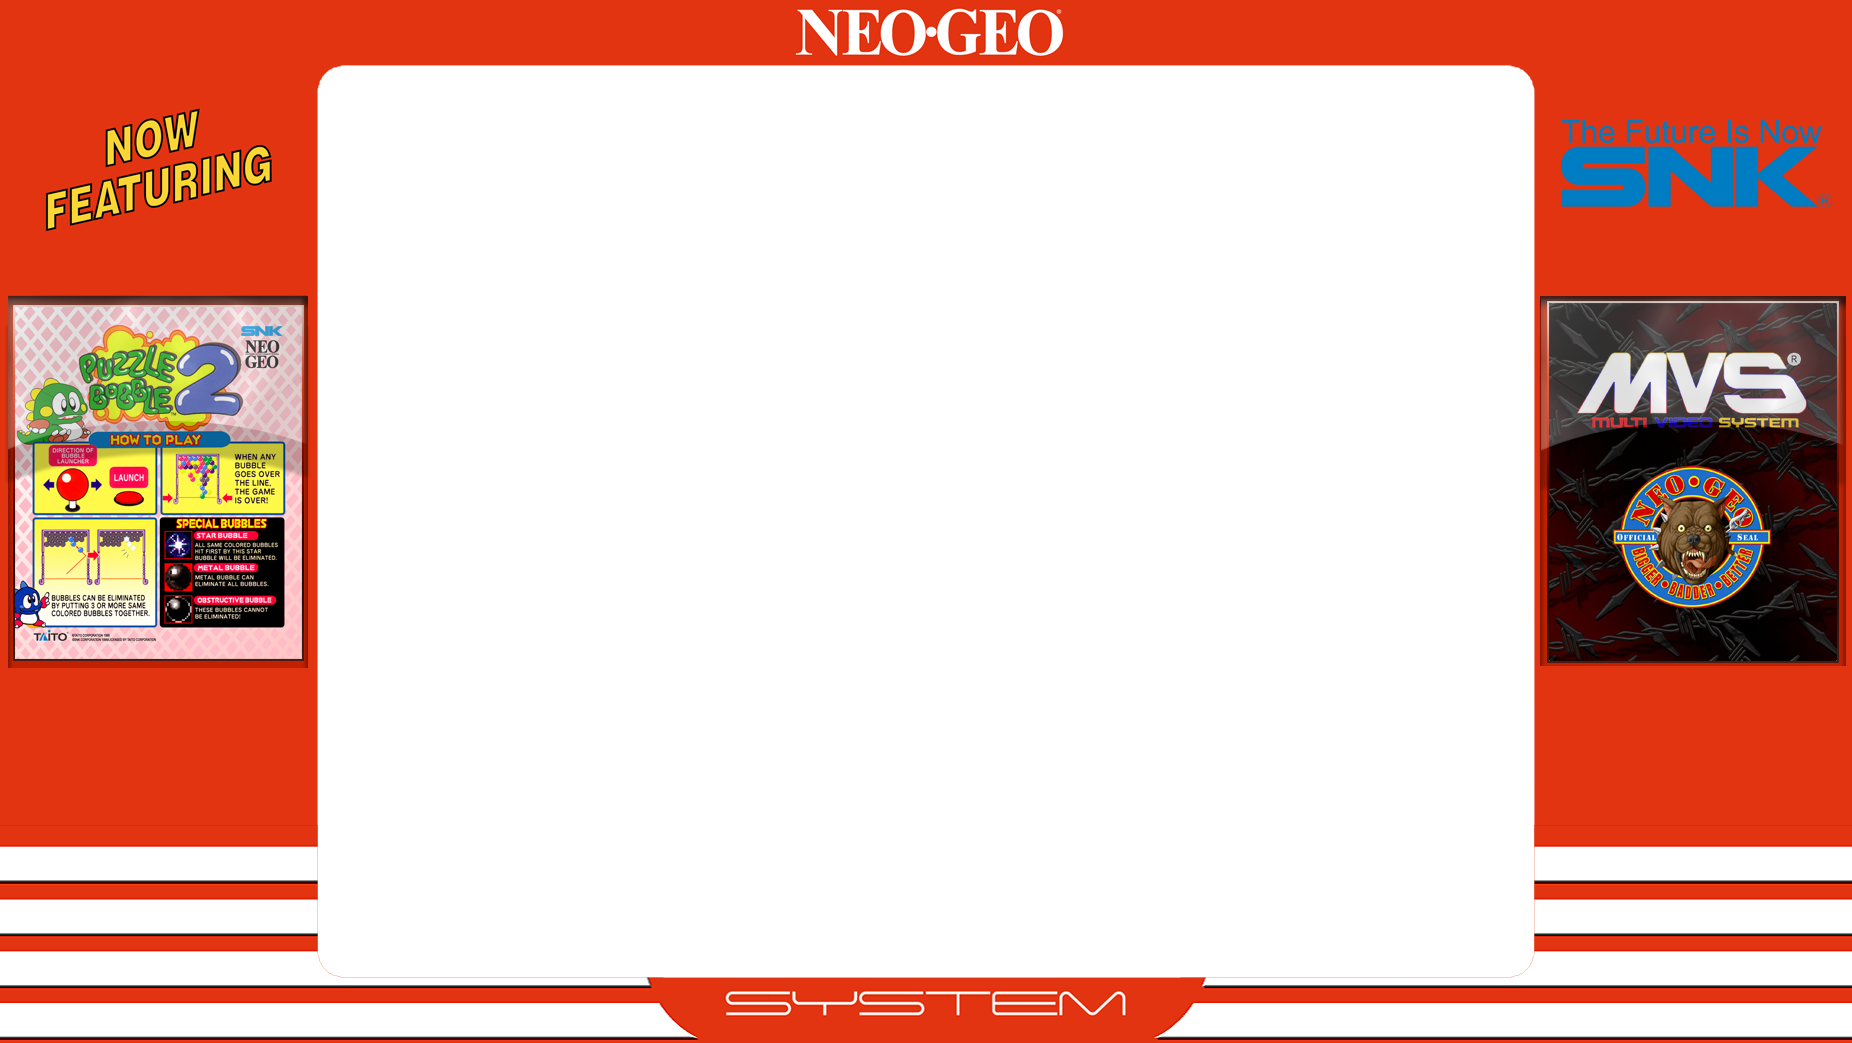 NEO•GEO®
NOW
FEATURING
SNK
NEO
GEO
PUZZLE
BOBBLE 2
HOW TO PLAY
DIRECTION OF
BUBBLE
LAUNCHER
LAUNCH
WHEN ANY
BUBBLE
GOES OVER
THE LINE,
THE GAME
IS OVER!
BUBBLES CAN BE ELIMINATED
BY PUTTING 3 OR MORE SAME
COLORED BUBBLES TOGETHER.
SPECIAL BUBBLES
STAR BUBBLE
ALL SAME COLORED BUBBLES
HIT FIRST BY THIS STAR
BUBBLE WILL BE ELIMINATED.
METAL BUBBLE
METAL BUBBLE CAN
ELIMINATE ALL BUBBLES.
OBSTRUCTIVE BUBBLE
THESE BUBBLES CANNOT
BE ELIMINATED!
TAITO
The Future Is Now
SNK®
MVS®
MULTI VIDEO SYSTEM
NEO•GEO
OFFICIAL SEAL
BIGGER•BADDER•BETTER
SYSTEM